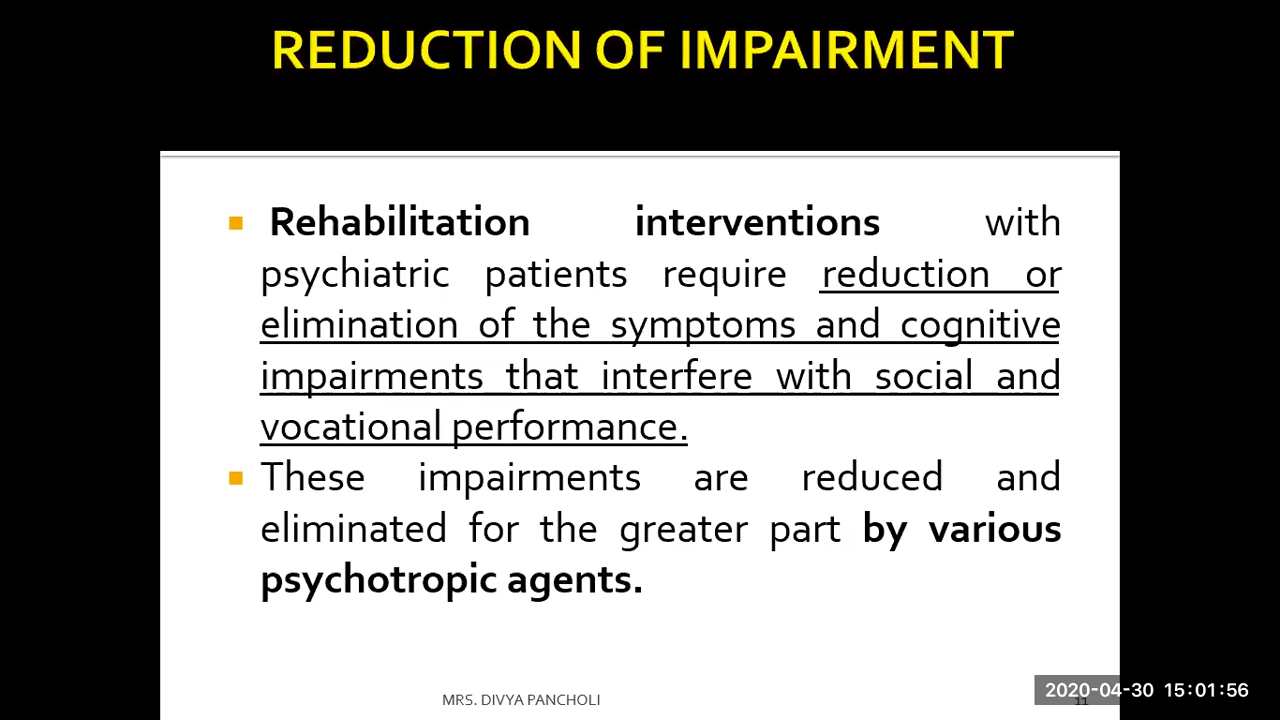 REDUCTION OF IMPAIRMENT
Rehabilitation interventions with
psychiatric patients require reduction or
elimination of the symptoms and cognitive
impairments that interfere with social and
vocational performance.
These impairments are reduced and
eliminated for the greater part by various
psychotropic agents.
MRS. DIVYA PANCHOLI
2020-04-30 15:01:56
11